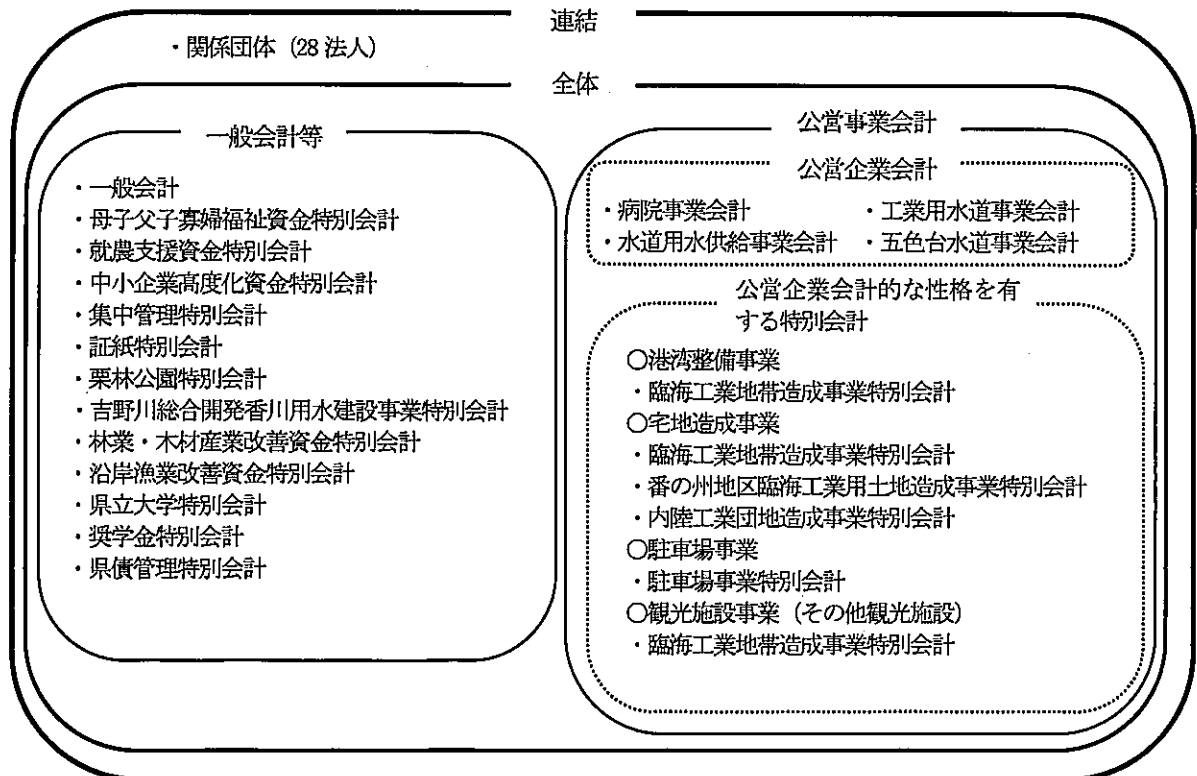 連結
・関係団体（28法人）
全体
一般会計等
・一般会計
・母子父子寡婦福祉資金特別会計
・就農支援資金特別会計
・中小企業高度化資金特別会計
・集中管理特別会計
・証紙特別会計
・栗林公園特別会計
・吉野川総合開発香川用水建設事業特別会計
・林業・木材産業改善資金特別会計
・沿岸漁業改善資金特別会計
・県立大学特別会計
・奨学金特別会計
・県債管理特別会計
公営事業会計
公営企業会計
・病院事業会計 ・工業用水道事業会計
・水道用水供給事業会計 ・五色台水道事業会計
公営企業会計的な性格を有
する特別会計
○港湾整備事業
・臨海工業地帯造成事業特別会計
○宅地造成事業
・臨海工業地帯造成事業特別会計
・番の州地区臨海工業用土地造成事業特別会計
・内陸工業団地造成事業特別会計
○駐車場事業
・駐車場事業特別会計
○観光施設事業（その他観光施設）
・臨海工業地帯造成事業特別会計